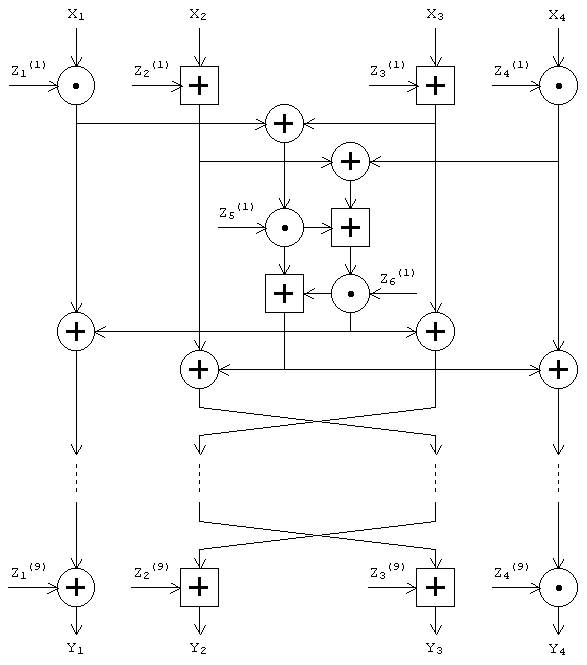 X1 X2 X3 X4
Z1(1) Z2(1) Z3(1) Z4(1)
Z5(1)
Z6(1)
Z1(9) Z2(9) Z3(9) Z4(9)
Y1 Y2 Y3 Y4